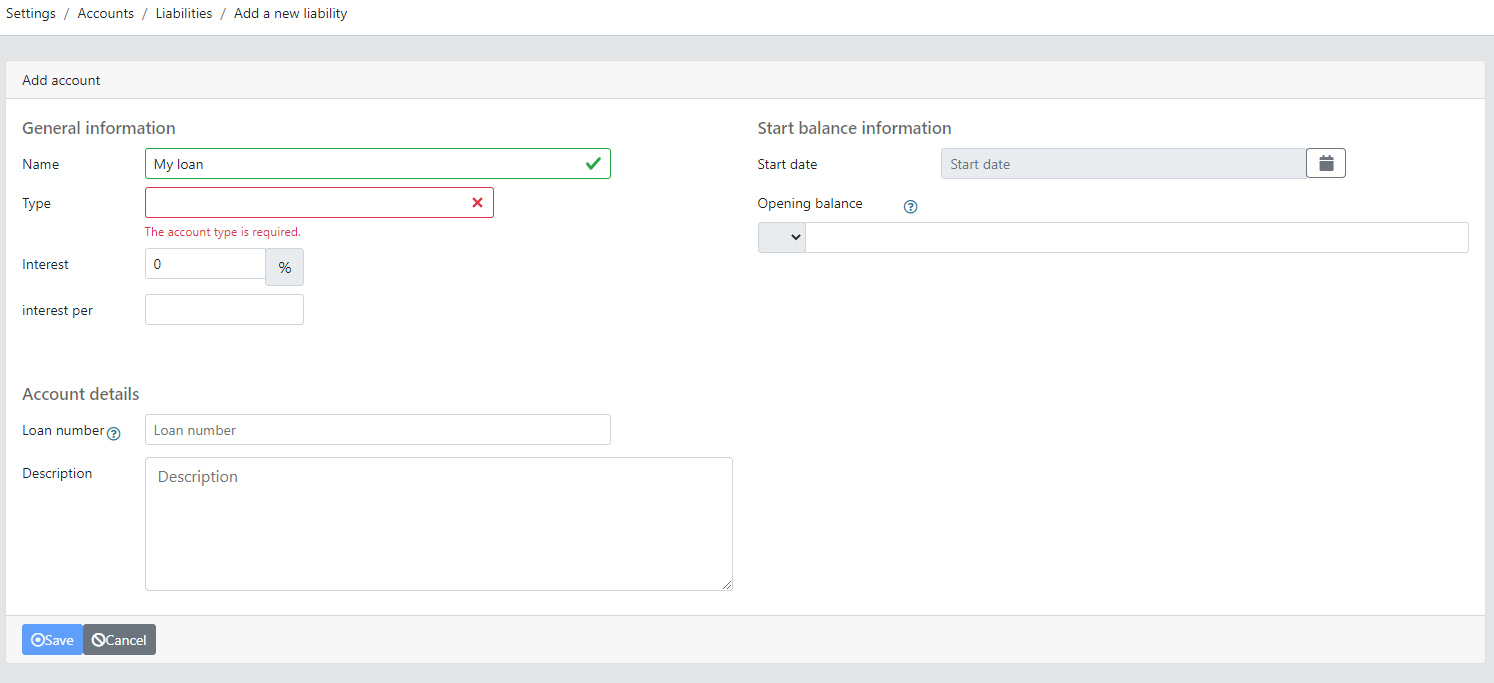 Settings / Accounts / Liabilities / Add a new liability
Add account
General information
Name
My loan
Type
The account type is required.
Interest
0
%
interest per
Account details
Loan number
Loan number
Description
Description
Start balance information
Start date
Start date
Opening balance
Save
Cancel